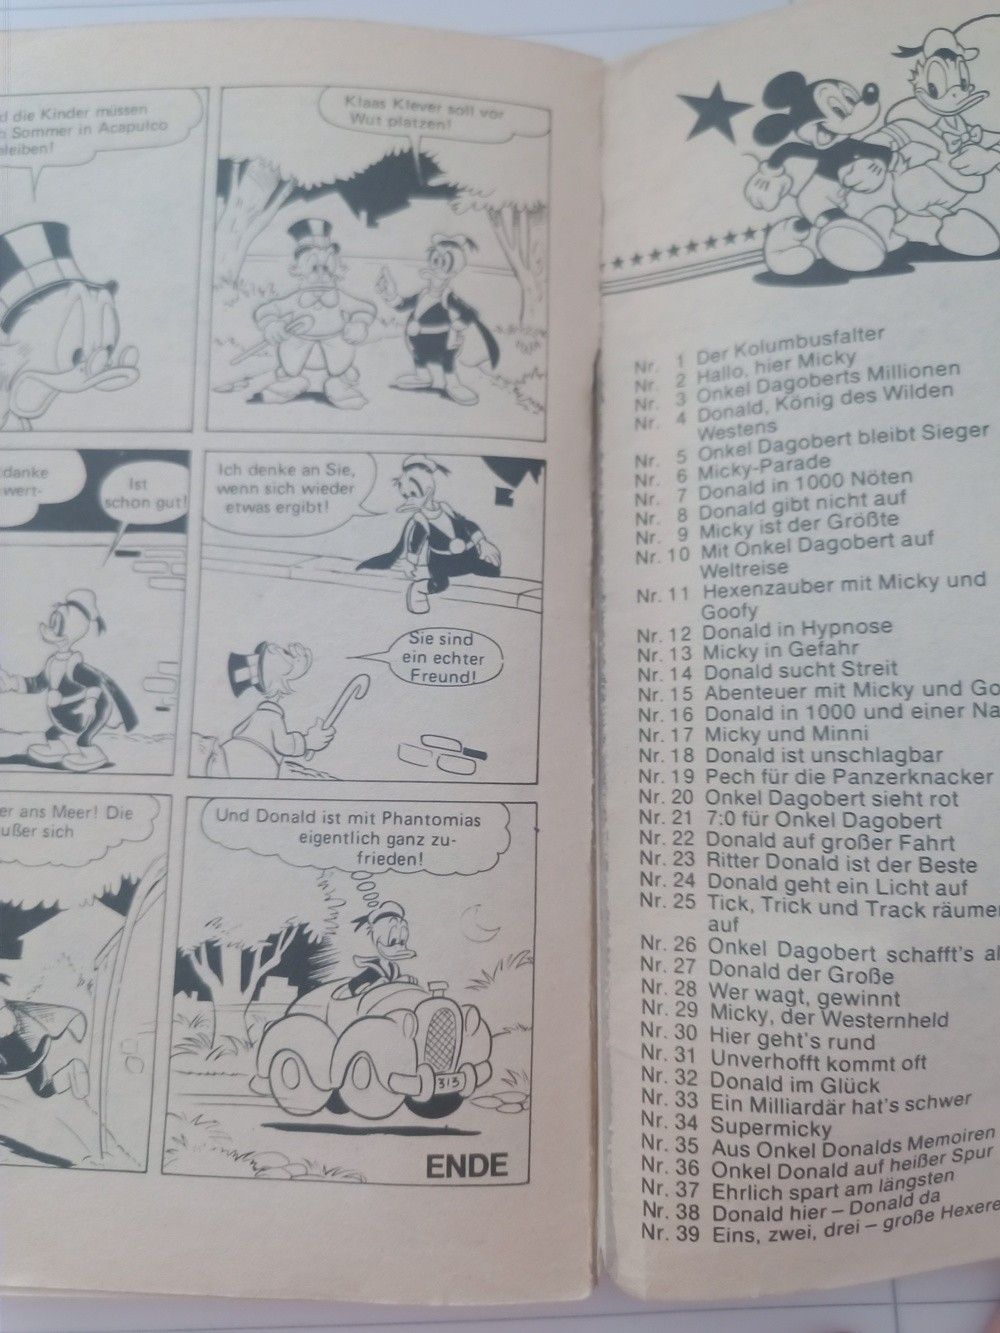 d die Kinder müssen
Sommer in Acapulco
bleiben!
Klaas Klever soll vor
Wut platzen!
danke
wert-
Ist
schon gut!
Ich denke an Sie,
wenn sich wieder
etwas ergibt!
Sie sind
ein echter
Freund!
er ans Meer! Die
außer sich
Und Donald ist mit Phantomias
eigentlich ganz zu-
frieden!
313
ENDE
Nr. 1 Der Kolumbusfalter
Nr. 2 Hallo, hier Micky
Nr. 3 Onkel Dagoberts Millionen
Nr. 4 Donald, König des Wilden
Westens
Nr. 5 Onkel Dagobert bleibt Sieger
Nr. 6 Micky-Parade
Nr. 7 Donald in 1000 Nöten
Nr. 8 Donald gibt nicht auf
Nr. 9 Micky ist der Größte
Nr. 10 Mit Onkel Dagobert auf
Weltreise
Nr. 11 Hexenzauber mit Micky und
Goofy
Nr. 12 Donald in Hypnose
Nr. 13 Micky in Gefahr
Nr. 14 Donald sucht Streit
Nr. 15 Abenteuer mit Micky und Go
Nr. 16 Donald in 1000 und einer Na
Nr. 17 Micky und Minni
Nr. 18 Donald ist unschlagbar
Nr. 19 Pech für die Panzerknacker
Nr. 20 Onkel Dagobert sieht rot
Nr. 21 7:0 für Onkel Dagobert
Nr. 22 Donald auf großer Fahrt
Nr. 23 Ritter Donald ist der Beste
Nr. 24 Donald geht ein Licht auf
Nr. 25 Tick, Trick und Track räumen
auf
Nr. 26 Onkel Dagobert schafft's al
Nr. 27 Donald der Große
Nr. 28 Wer wagt, gewinnt
Nr. 29 Micky, der Westernheld
Nr. 30 Hier geht's rund
Nr. 31 Unverhofft kommt oft
Nr. 32 Donald im Glück
Nr. 33 Ein Milliardär hat's schwer
Nr. 34 Supermicky
Nr. 35 Aus Onkel Donalds Memoiren
Nr. 36 Onkel Donald auf heißer Spur
Nr. 37 Ehrlich spart am längsten
Nr. 38 Donald hier – Donald da
Nr. 39 Eins, zwei, drei – große Hexere